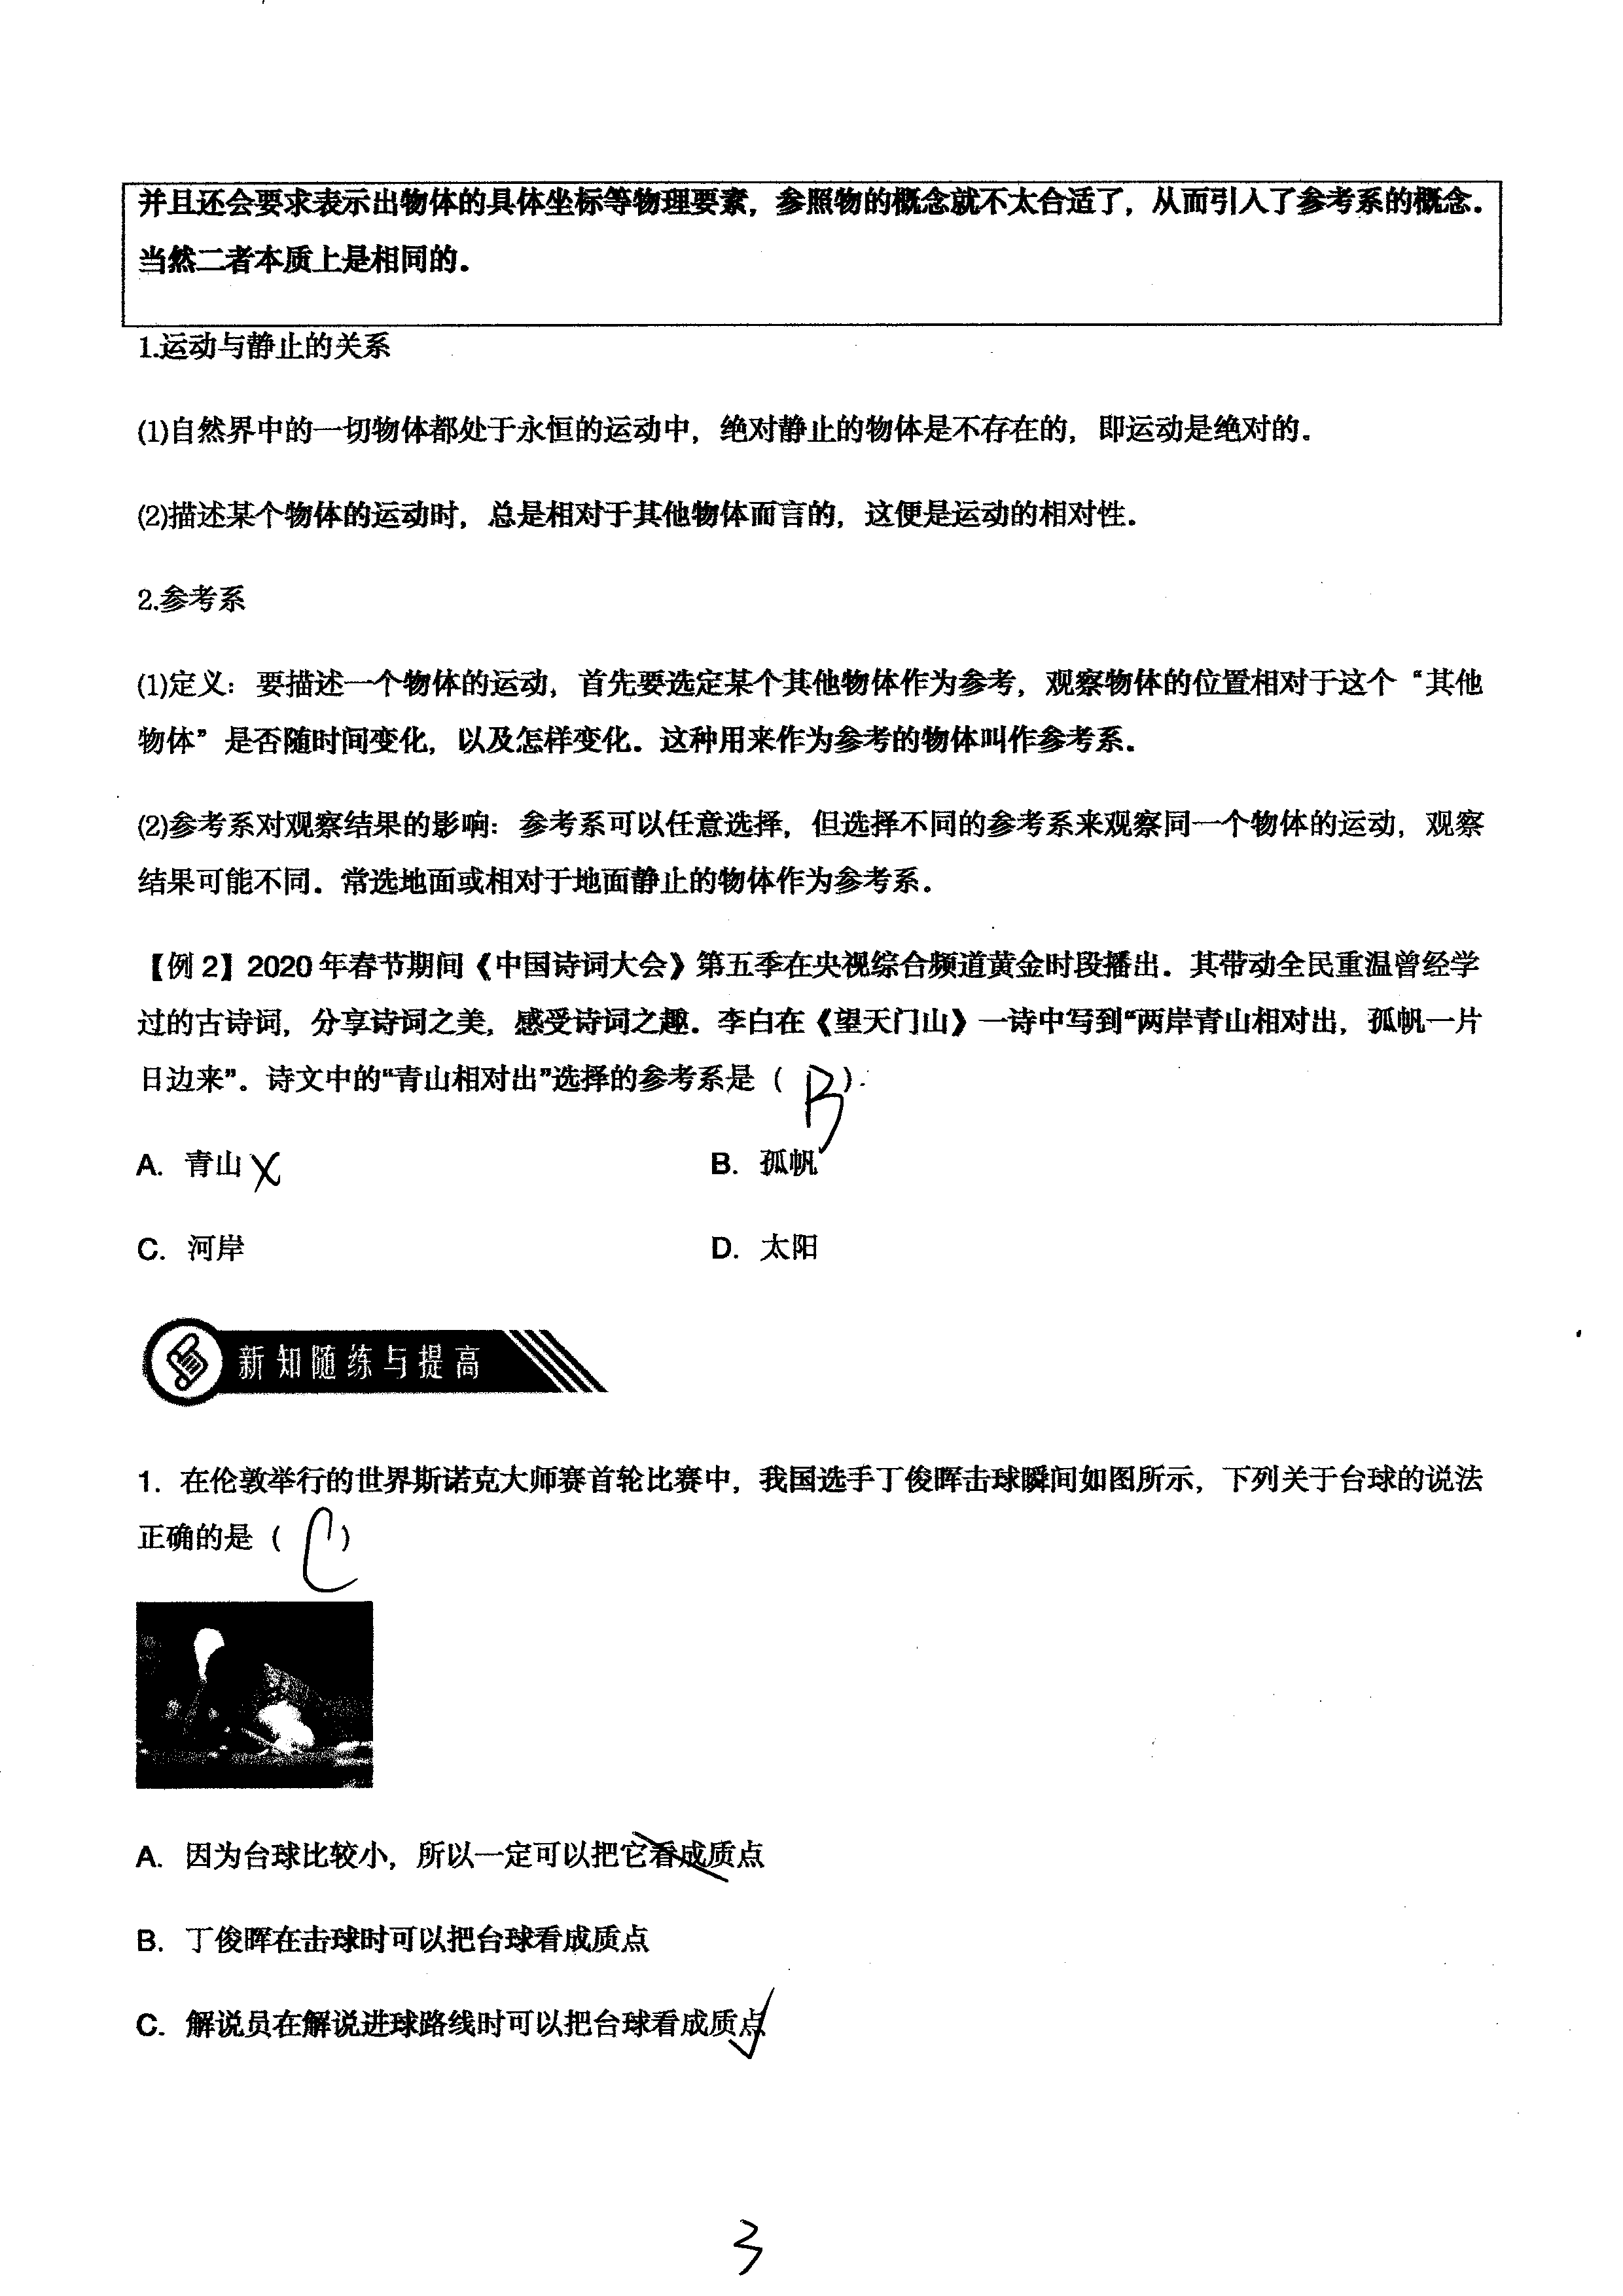 并且还会要求表示出物体的具体坐标等物理要素，参照物的概念就不太合适了，从而引入了参考系的概念．
当然二者本质上是相同的．
1.运动与静止的关系
(1)自然界中的一切物体都处于永恒的运动中，绝对静止的物体是不存在的，即运动是绝对的．
(2)描述某个物体的运动时，总是相对于其他物体而言的，这便是运动的相对性．
2.参考系
(1)定义：要描述一个物体的运动，首先要选定某个其他物体作为参考，观察物体的位置相对于这个“其他
物体”是否随时间变化，以及怎样变化．这种用来作为参考的物体叫作参考系．
(2)参考系对观察结果的影响：参考系可以任意选择，但选择不同的参考系来观察同一个物体的运动，观察
结果可能不同．常选地面或相对于地面静止的物体作为参考系．
【例 2】2020 年春节期间《中国诗词大会》第五季在央视综合频道黄金时段播出．其带动全民重温曾经学
过的古诗词，分享诗词之美，感受诗词之趣．李白在《望天门山》一诗中写到“两岸青山相对出，孤帆一片
日边来”．诗文中的“青山相对出”选择的参考系是（ B ）．
A. 青山 X B. 孤帆
C. 河岸 D. 太阳
新知随练与提高
1. 在伦敦举行的世界斯诺克大师赛首轮比赛中，我国选手丁俊晖击球瞬间如图所示，下列关于台球的说法
正确的是（ C ）
A. 因为台球比较小，所以一定可以把它看成质点
B. 丁俊晖在击球时可以把台球看成质点
C. 解说员在解说进球路线时可以把台球看成质点 √
3